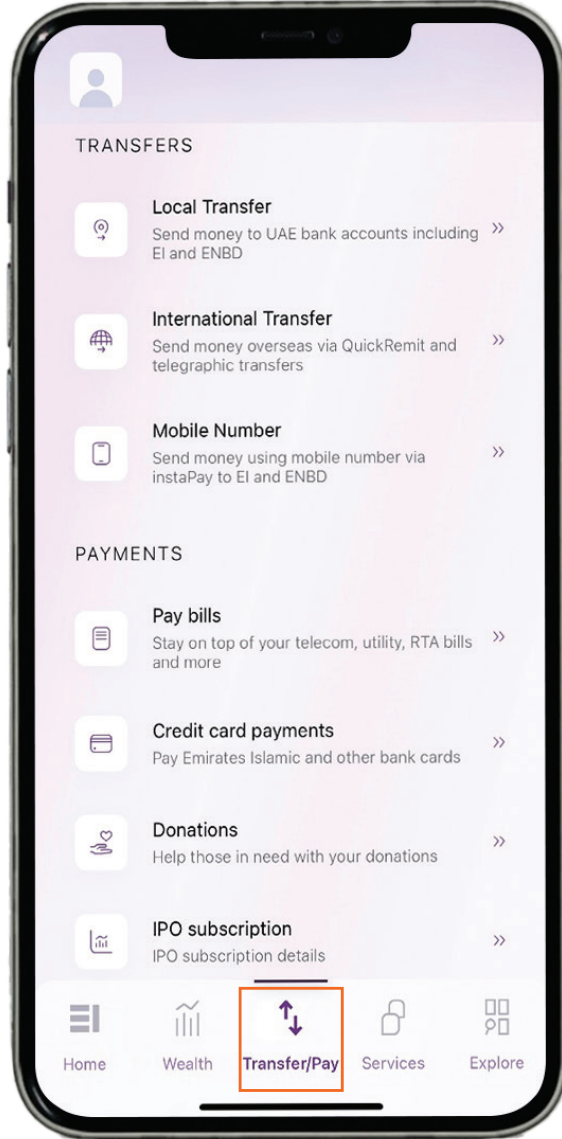 TRANSFERS
Local Transfer
Send money to UAE bank accounts including
EI and ENBD
International Transfer
Send money overseas via QuickRemit and
telegraphic transfers
Mobile Number
Send money using mobile number via
instaPay to EI and ENBD
PAYMENTS
Pay bills
Stay on top of your telecom, utility, RTA bills
and more
Credit card payments
Pay Emirates Islamic and other bank cards
Donations
Help those in need with your donations
IPO subscription
IPO subscription details
Home Wealth Transfer/Pay Services Explore